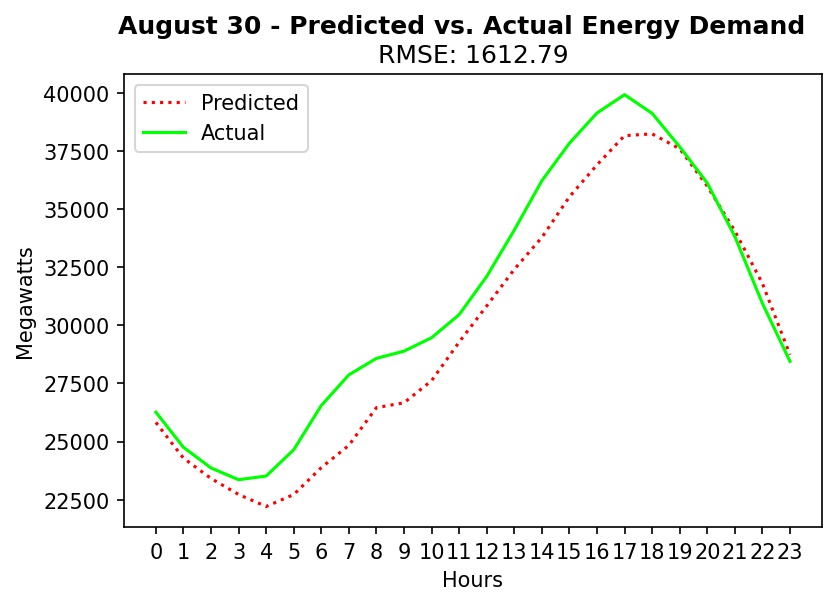 August 30 - Predicted vs. Actual Energy Demand
RMSE: 1612.79
Predicted
Actual
40000
37500
35000
32500
30000
27500
25000
22500
Megawatts
0 1 2 3 4 5 6 7 8 9 10 11 12 13 14 15 16 17 18 19 20 21 22 23
Hours